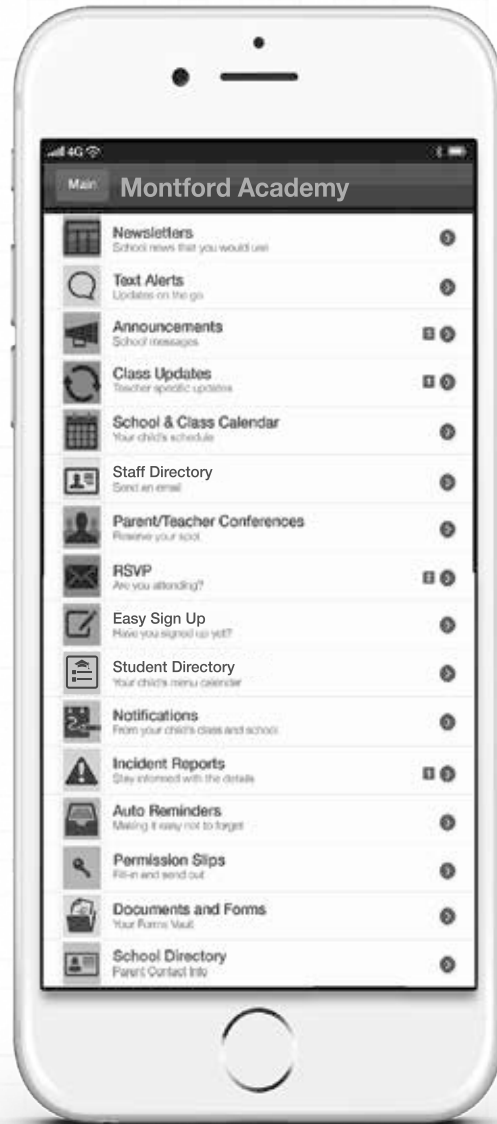 4G
Main
Montford Academy
Newsletters
School news that you would use
Text Alerts
Updates on the go
Announcements
School messages
Class Updates
Teacher specific updates
School & Class Calendar
Your child's schedule
Staff Directory
Send an email
Parent/Teacher Conferences
Reserve your spot
RSVP
Are you attending?
Easy Sign Up
Have you signed up yet?
Student Directory
Your child's menu calendar
Notifications
From your child's class and school
Incident Reports
Stay informed with the details
Auto Reminders
Making it easy not to forget
Permission Slips
Fill-in and send out
Documents and Forms
Your Forms Vault
School Directory
Parent Contact Info